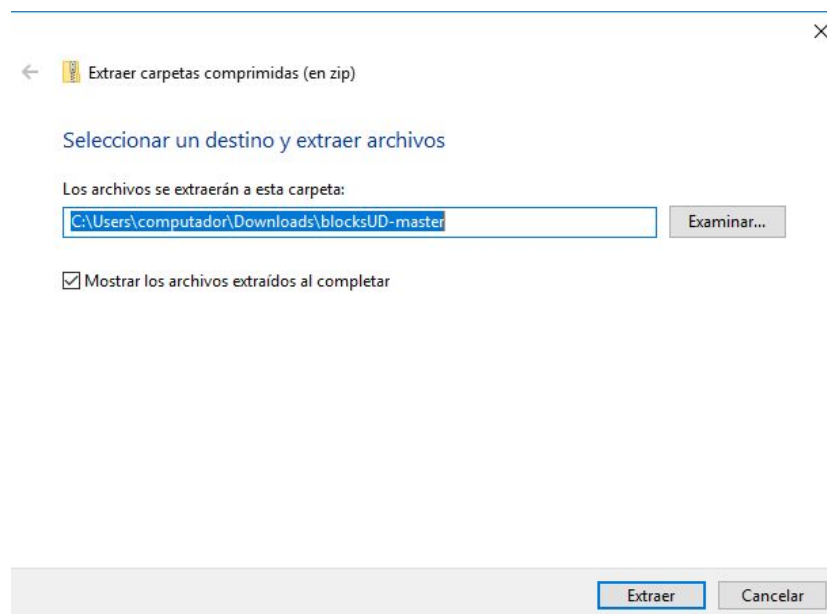 Extraer carpetas comprimidas (en zip)
Seleccionar un destino y extraer archivos
Los archivos se extraerán a esta carpeta:
C:\Users\computador\Downloads\blocksUD-master
Examinar...
Mostrar los archivos extraídos al completar
Extraer
Cancelar